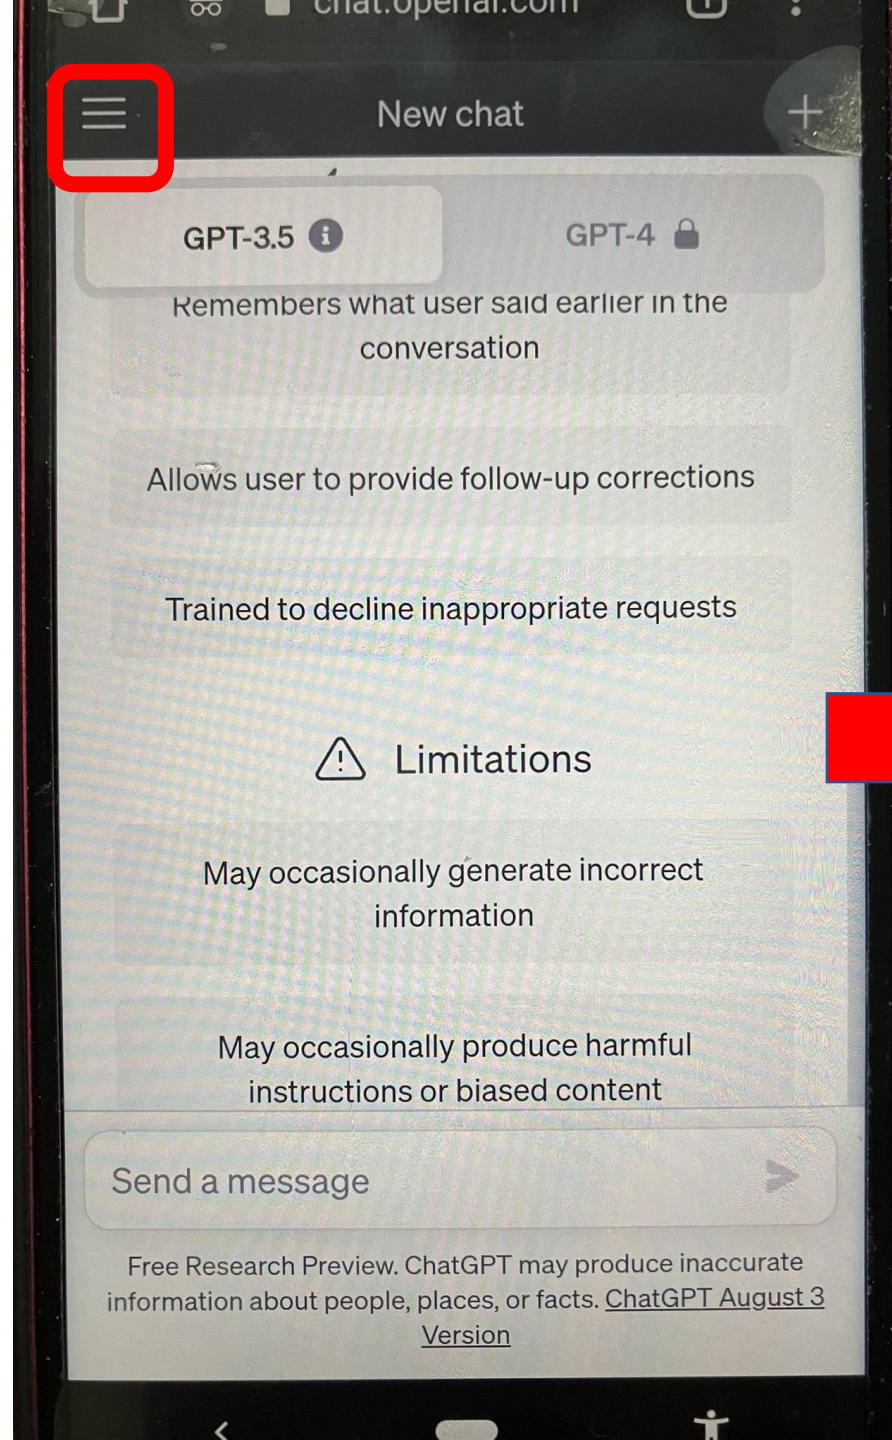 chat.openai.com
New chat
GPT-3.5
GPT-4
Remembers what user said earlier in the
conversation
Allows user to provide follow-up corrections
Trained to decline inappropriate requests
Limitations
May occasionally generate incorrect
information
May occasionally produce harmful
instructions or biased content
Send a message
Free Research Preview. ChatGPT may produce inaccurate
information about people, places, or facts. ChatGPT August 3
Version